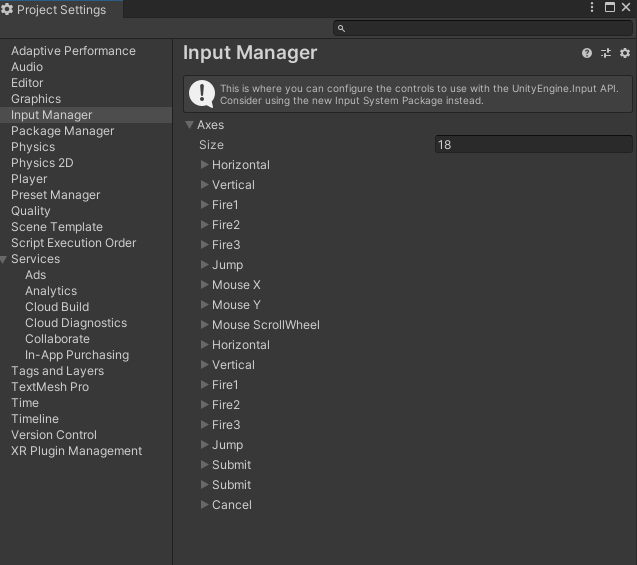 Project Settings
Adaptive Performance
Audio
Editor
Graphics
Input Manager
Package Manager
Physics
Physics 2D
Player
Preset Manager
Quality
Scene Template
Script Execution Order
Services
Ads
Analytics
Cloud Build
Cloud Diagnostics
Collaborate
In-App Purchasing
Tags and Layers
TextMesh Pro
Time
Timeline
Version Control
XR Plugin Management
Input Manager
This is where you can configure the controls to use with the UnityEngine.Input API.
Consider using the new Input System Package instead.
Axes
Size 18
Horizontal
Vertical
Fire1
Fire2
Fire3
Jump
Mouse X
Mouse Y
Mouse ScrollWheel
Horizontal
Vertical
Fire1
Fire2
Fire3
Jump
Submit
Submit
Cancel